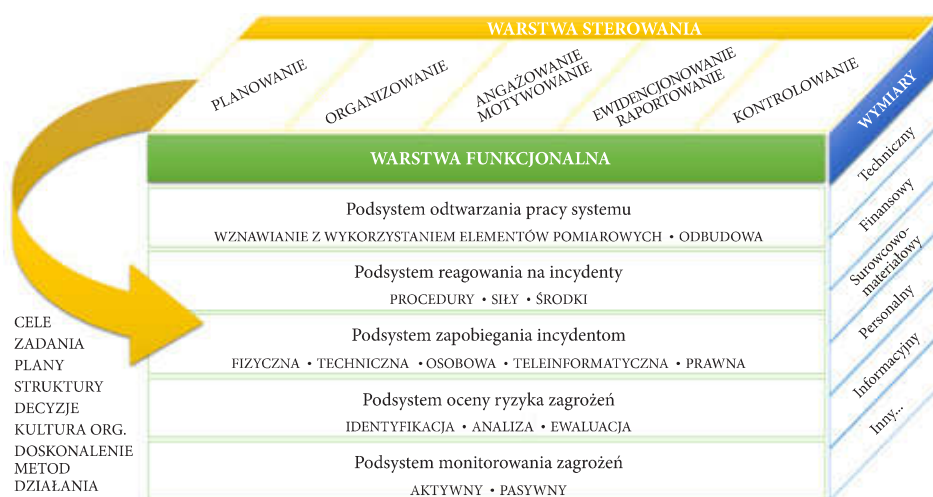 WARSTWA STEROWANIA
PLANOWANIE
ORGANIZOWANIE
ANGAŻOWANIE
MOTYWOWANIE
EWIDENCJONOWANIE
RAPORTOWANIE
KONTROLOWANIE
WYMIARY
WARSTWA FUNKCJONALNA
Podsystem odtwarzania pracy systemu
WZNAWIANIE Z WYKORZYSTANIEM ELEMENTÓW POMIAROWYCH • ODBUDOWA
Podsystem reagowania na incydenty
PROCEDURY • SIŁY • ŚRODKI
Podsystem zapobiegania incydentom
FIZYCZNA • TECHNICZNA • OSOBOWA • TELEINFORMATYCZNA • PRAWNA
Podsystem oceny ryzyka zagrożeń
IDENTYFIKACJA • ANALIZA • EWALUACJA
Podsystem monitorowania zagrożeń
AKTYWNY • PASYWNY
Techniczny
Finansowy
Surowcowo-
materiałowy
Personalny
Informacyjny
Inny...
CELE
ZADANIA
PLANY
STRUKTURY
DECYZJE
KULTURA ORG.
DOSKONALENIE
METOD
DZIAŁANIA